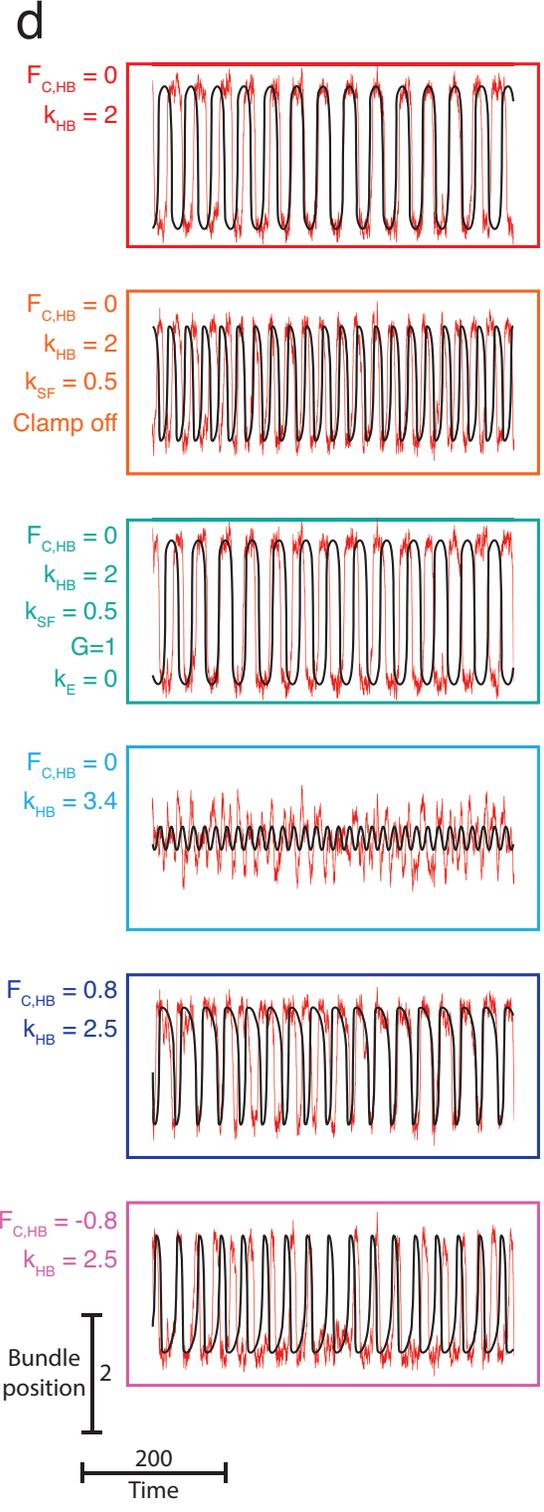 d
F_C,HB = 0
k_HB = 2
F_C,HB = 0
k_HB = 2
k_SF = 0.5
Clamp off
F_C,HB = 0
k_HB = 2
k_SF = 0.5
G=1
k_E = 0
F_C,HB = 0
k_HB = 3.4
F_C,HB = 0.8
k_HB = 2.5
F_C,HB = -0.8
k_HB = 2.5
Bundle
position
2
200
Time